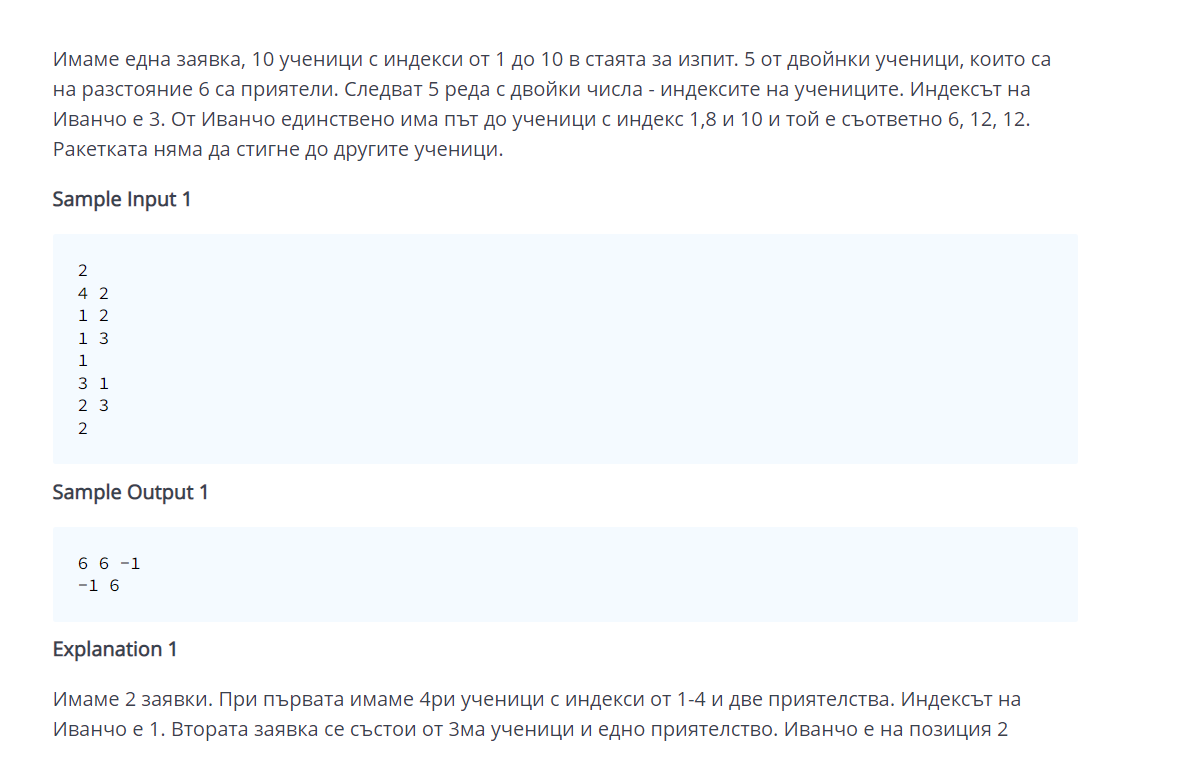 Имаме една заявка, 10 ученици с индекси от 1 до 10 в стаята за изпит. 5 от двойнки ученици, които са
на разстояние 6 са приятели. Следват 5 реда с двойки числа - индексите на учениците. Индексът на
Иванчо е 3. От Иванчо единствено има път до ученици с индекс 1,8 и 10 и той е съответно 6, 12, 12.
Ракетката няма да стигне до другите ученици.
Sample Input 1
2
4 2
1 2
1 3
1
3 1
2 3
2
Sample Output 1
6 6 -1
-1 6
Explanation 1
Имаме 2 заявки. При първата имаме 4ри ученици с индекси от 1-4 и две приятелства. Индексът на
Иванчо е 1. Втората заявка се състои от 3ма ученици и едно приятелство. Иванчо е на позиция 2